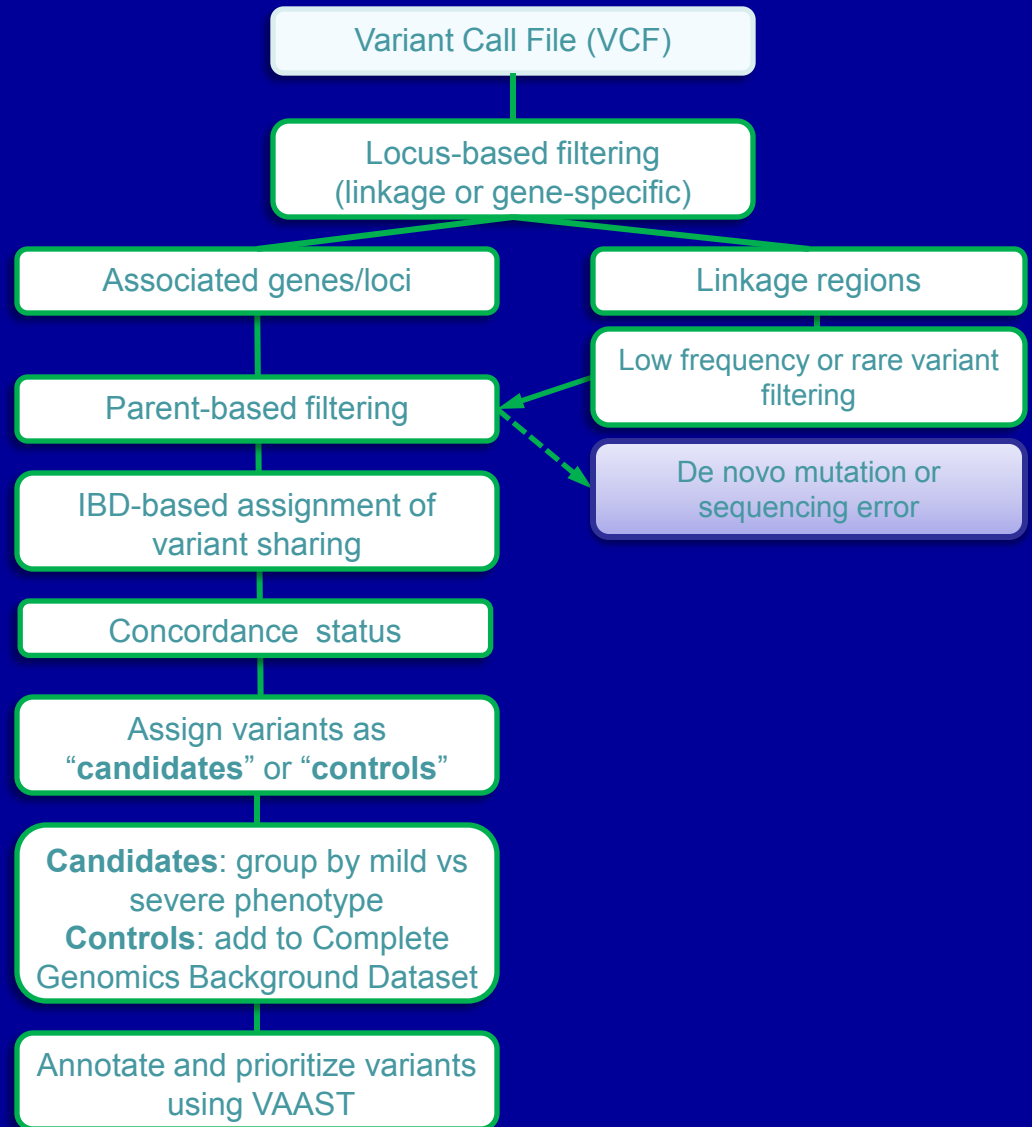 Variant Call File (VCF)
Locus-based filtering
(linkage or gene-specific)
Associated genes/loci
Linkage regions
Low frequency or rare variant
filtering
Parent-based filtering
De novo mutation or
sequencing error
IBD-based assignment of
variant sharing
Concordance status
Assign variants as
“candidates” or “controls”
Candidates: group by mild vs
severe phenotype
Controls: add to Complete
Genomics Background Dataset
Annotate and prioritize variants
using VAAST